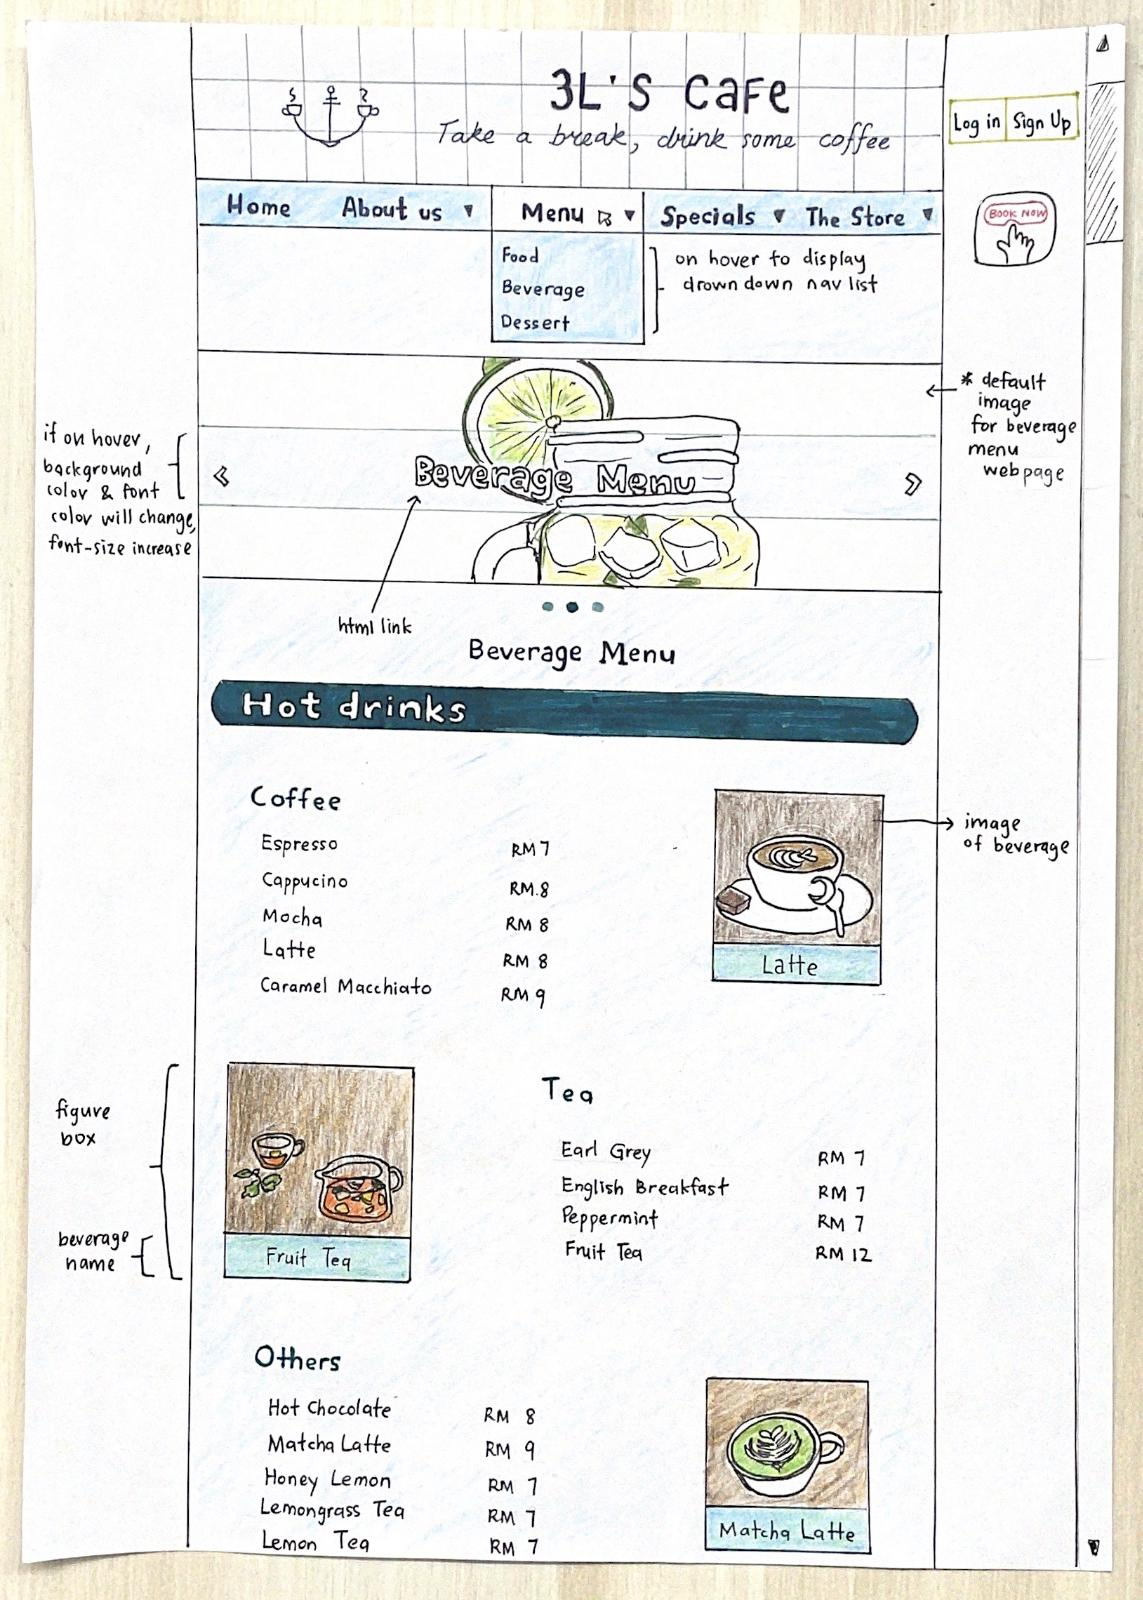 3L's Cafe
Take a break, drink some coffee
Log in Sign Up
BOOK NOW
Home About us ▼ Menu ▼ Specials ▼ The Store ▼
Food
Beverage
Dessert
on hover to display
drown down nav list
* default
image
for beverage
menu
webpage
if on hover,
background
color & font
color will change,
font-size increase
Beverage Menu
html link
Beverage Menu
Hot drinks
Coffee
Espresso RM 7
Cappucino RM.8
Mocha RM 8
Latte RM 8
Caramel Macchiato RM 9
Latte
image
of beverage
figure
box
beverage
name
Fruit Tea
Tea
Earl Grey RM 7
English Breakfast RM 7
Peppermint RM 7
Fruit Tea RM 12
Others
Hot Chocolate RM 8
Matcha Latte RM 9
Honey Lemon RM 7
Lemongrass Tea RM 7
Lemon Tea RM 7
Matcha Latte